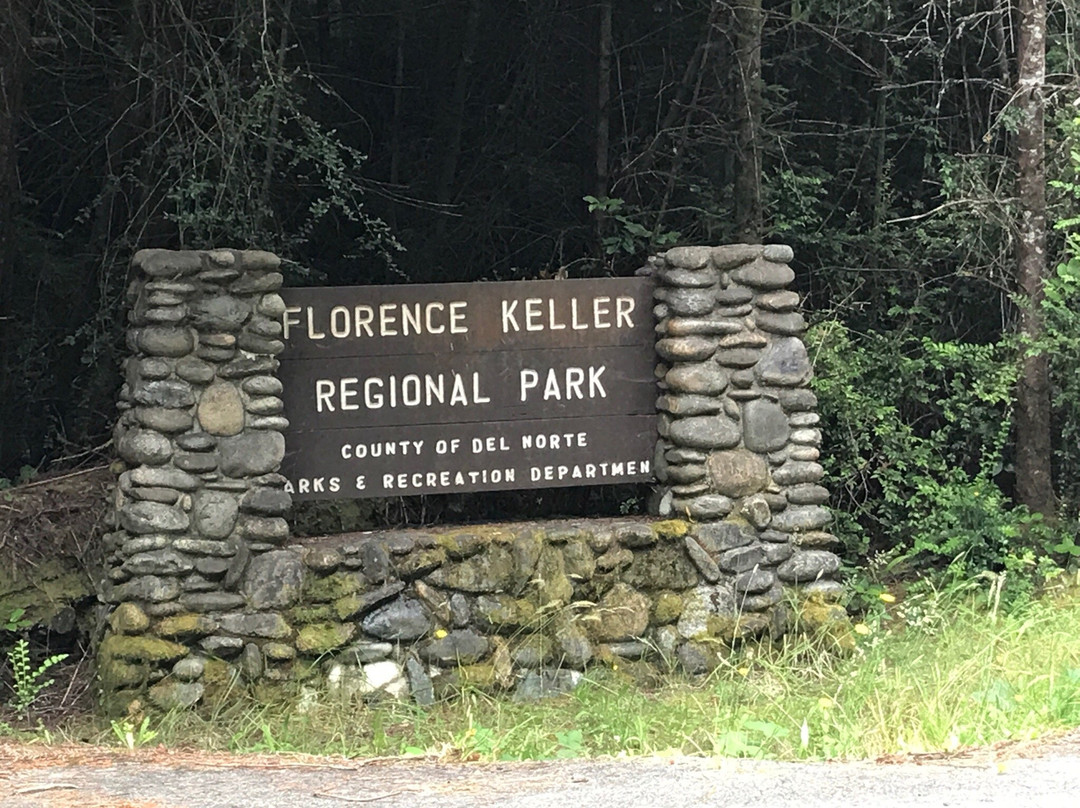 FLORENCE KELLER
REGIONAL PARK
COUNTY OF DEL NORTE
ARKS & RECREATION DEPARTMEN